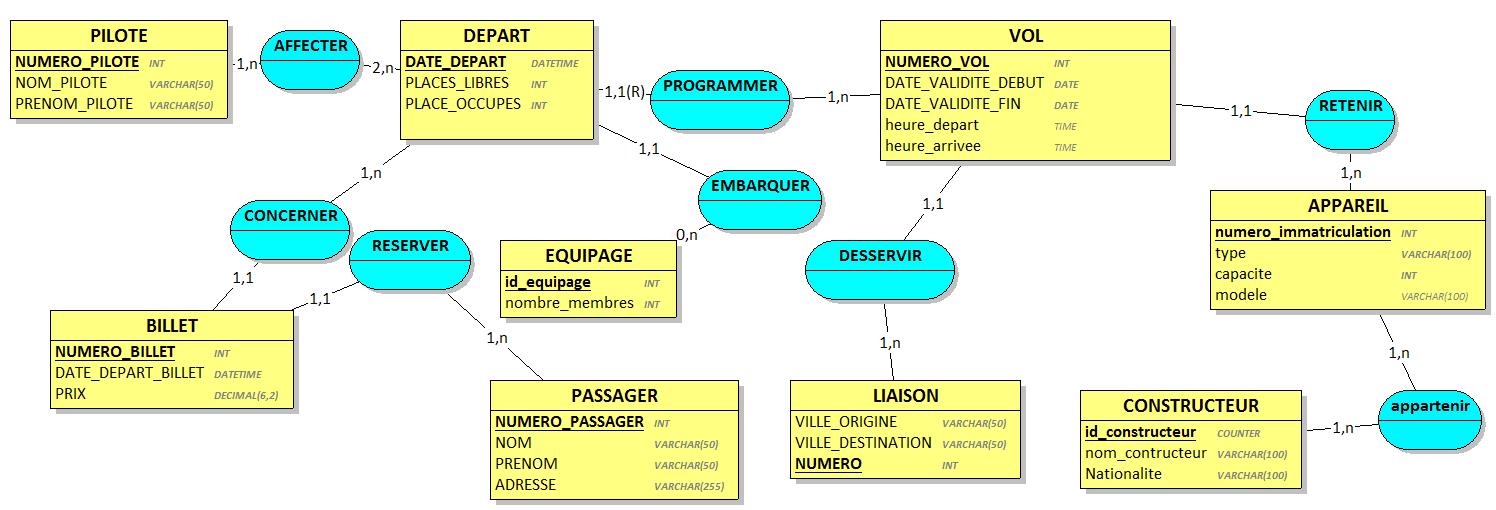 PILOTE
NUMERO_PILOTE INT
NOM_PILOTE VARCHAR(50)
PRENOM_PILOTE VARCHAR(50)
1,n
AFFECTER
2,n
DEPART
DATE_DEPART DATETIME
PLACES_LIBRES INT
PLACE_OCCUPES INT
1,1(R)
PROGRAMMER
1,n
VOL
NUMERO_VOL INT
DATE_VALIDITE_DEBUT DATE
DATE_VALIDITE_FIN DATE
heure_depart TIME
heure_arrivee TIME
1,1
RETENIR
1,n
APPAREIL
numero_immatriculation INT
type VARCHAR(100)
capacite INT
modele VARCHAR(100)
1,n
appartenir
1,n
CONSTRUCTEUR
id_constructeur COUNTER
nom_contructeur VARCHAR(100)
Nationalite VARCHAR(100)
1,1
EMBARQUER
0,n
EQUIPAGE
id_equipage INT
nombre_membres INT
1,1
DESSERVIR
1,n
LIAISON
VILLE_ORIGINE VARCHAR(50)
VILLE_DESTINATION VARCHAR(50)
NUMERO INT
1,n
CONCERNER
1,1
BILLET
NUMERO_BILLET INT
DATE_DEPART_BILLET DATETIME
PRIX DECIMAL(6,2)
1,1
RESERVER
1,n
PASSAGER
NUMERO_PASSAGER INT
NOM VARCHAR(50)
PRENOM VARCHAR(50)
ADRESSE VARCHAR(255)